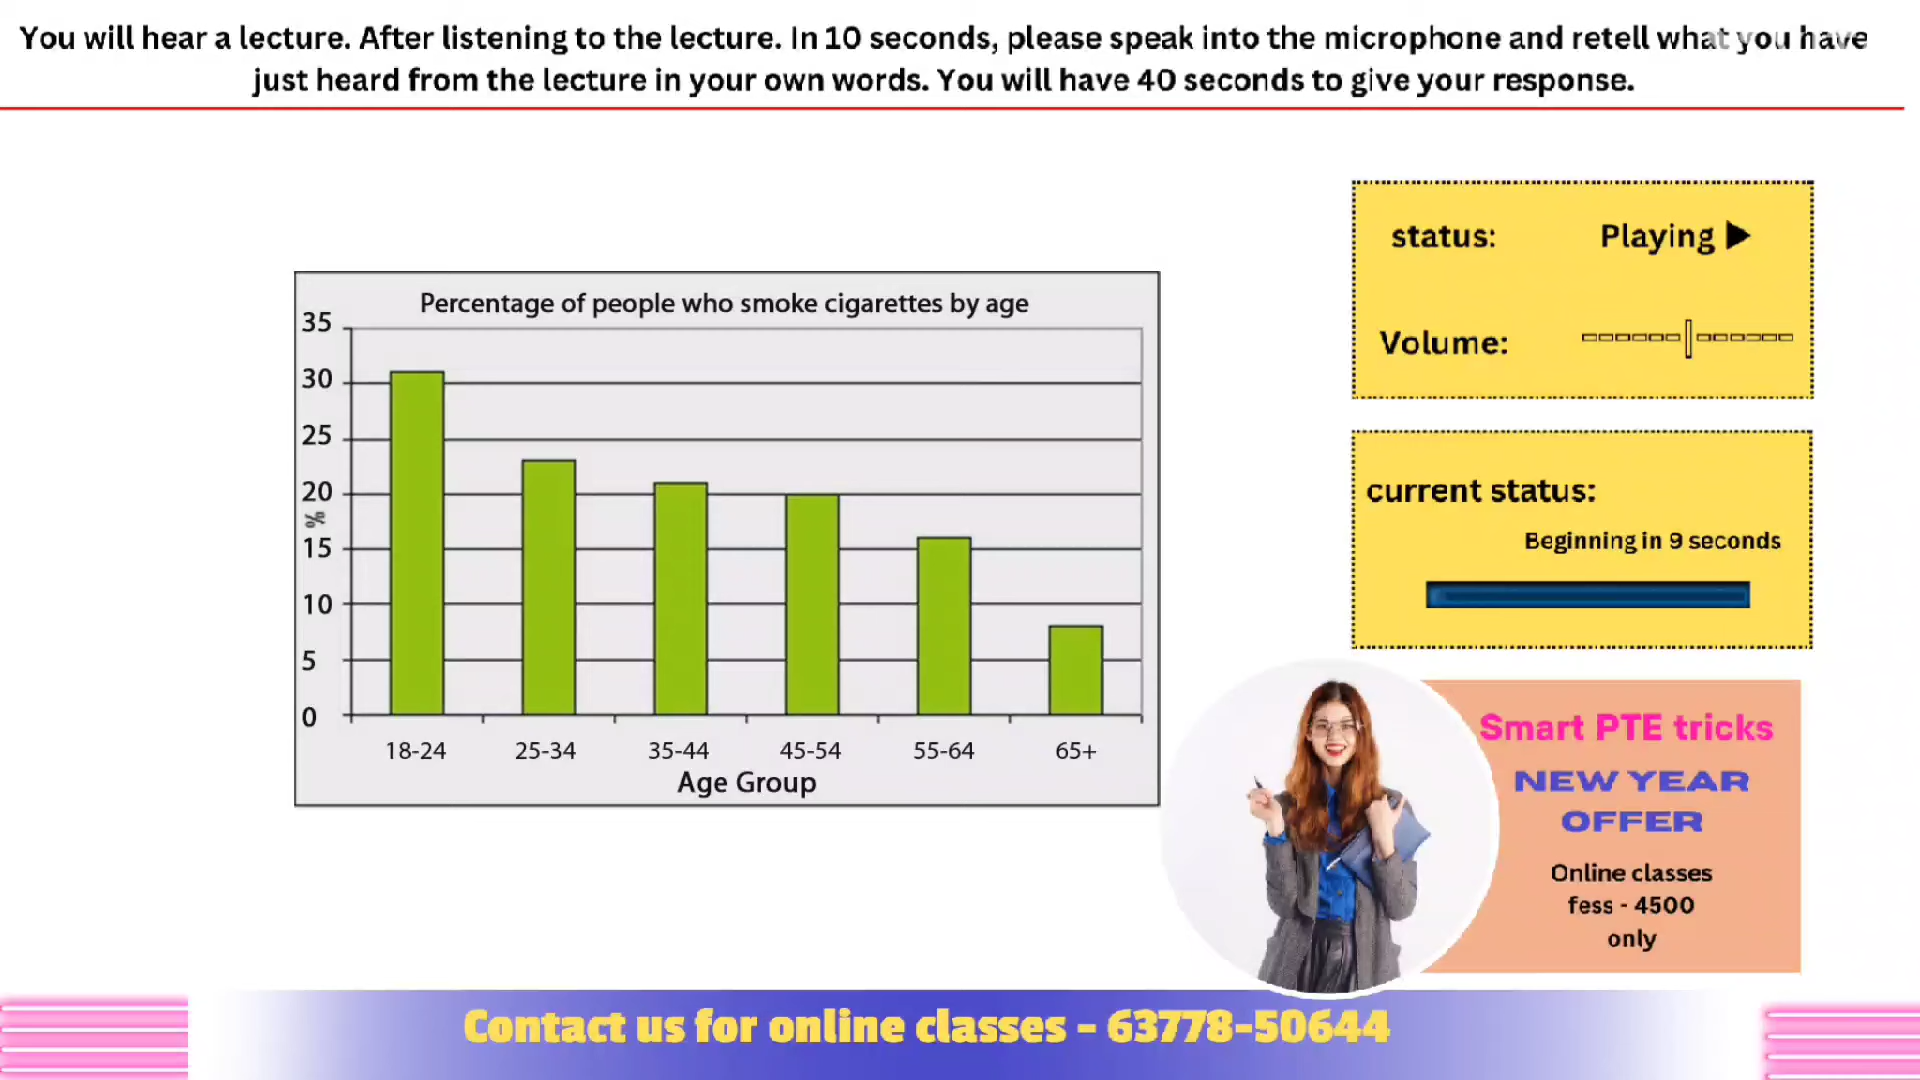 You will hear a lecture. After listening to the lecture. In 10 seconds, please speak into the microphone and retell what you have
just heard from the lecture in your own words. You will have 40 seconds to give your response.
Percentage of people who smoke cigarettes by age
35
30
25
20
%
15
10
5
0
18-24 25-34 35-44 45-54 55-64 65+
Age Group
status: Playing
Volume:
current status:
Beginning in 9 seconds
Smart PTE tricks
NEW YEAR
OFFER
Online classes
fess - 4500
only
Contact us for online classes - 63778-50644